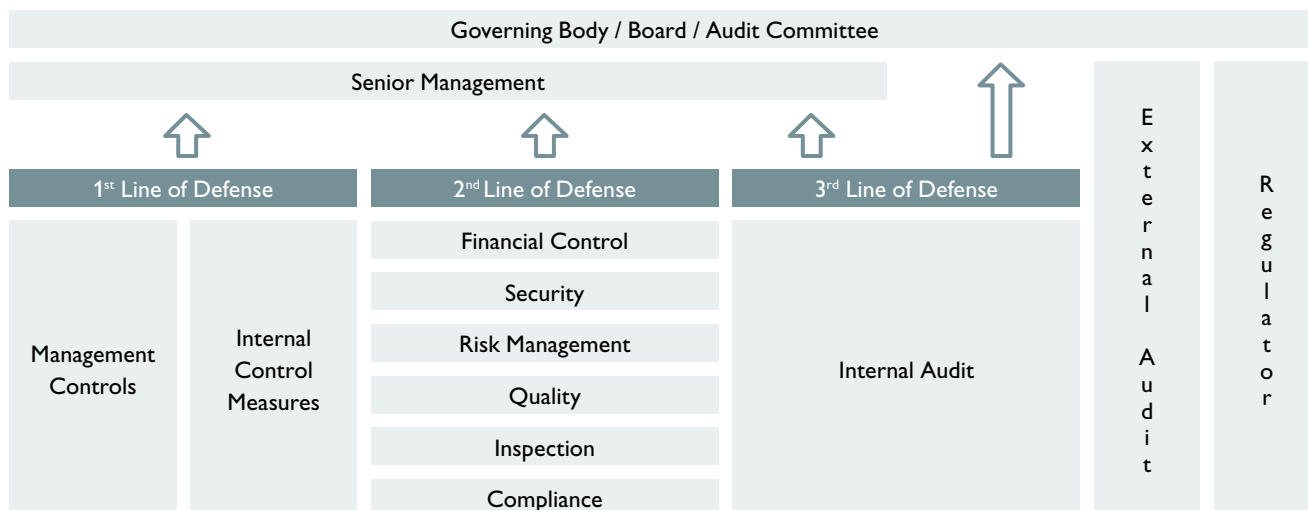 Governing Body / Board / Audit Committee
Senior Management
1st Line of Defense
2nd Line of Defense
3rd Line of Defense
Management
Controls
Internal
Control
Measures
Financial Control
Security
Risk Management
Quality
Inspection
Compliance
Internal Audit
External Audit
Regulator